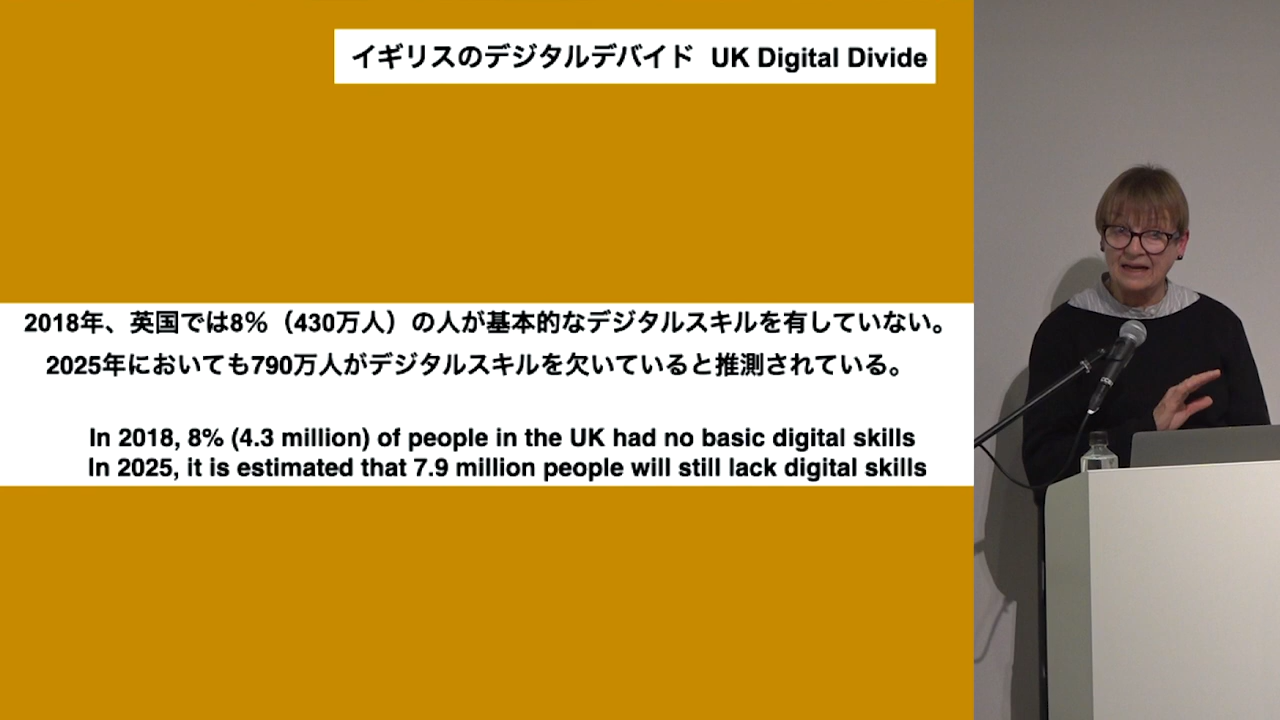 イギリスのデジタルデバイド UK Digital Divide
2018年、英国では8%（430万人）の人が基本的なデジタルスキルを有していない。
2025年においても790万人がデジタルスキルを欠いていると推測されている。
In 2018, 8% (4.3 million) of people in the UK had no basic digital skills
In 2025, it is estimated that 7.9 million people will still lack digital skills